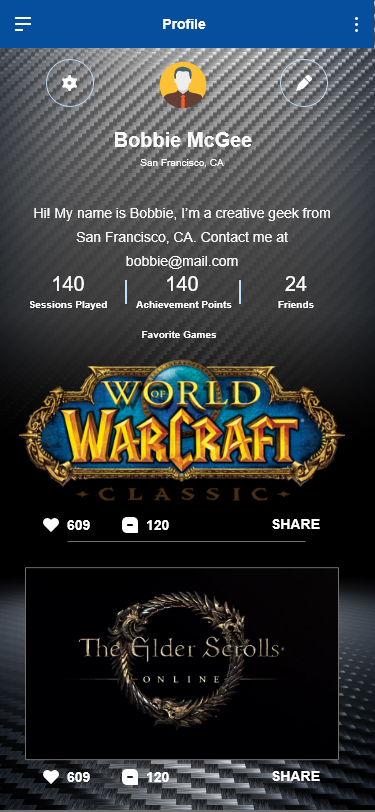 Profile
Bobbie McGee
San Francisco, CA
Hi! My name is Bobbie, I'm a creative geek from
San Francisco, CA. Contact me at
bobbie@mail.com
140 140 24
Sessions Played Achievement Points Friends
Favorite Games
WORLD
OF
WARCRAFT
CLASSIC
609 120 SHARE
The Elder Scrolls
ONLINE
609 120 SHARE